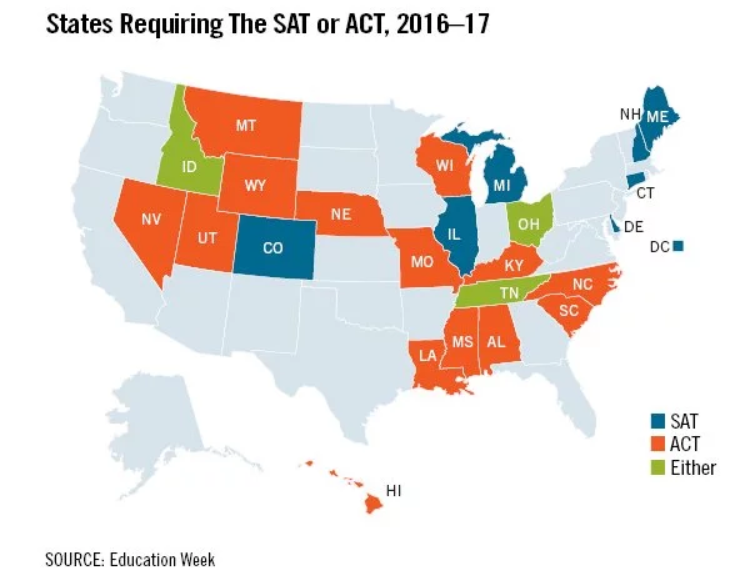 States Requiring The SAT or ACT, 2016–17
NH
ME
MT
WI
ID
MI
WY
CT
NV
NE
OH
DE
UT
CO
IL
DC
MO
KY
TN
NC
SC
MS
AL
LA
SAT
ACT
Either
HI
SOURCE: Education Week